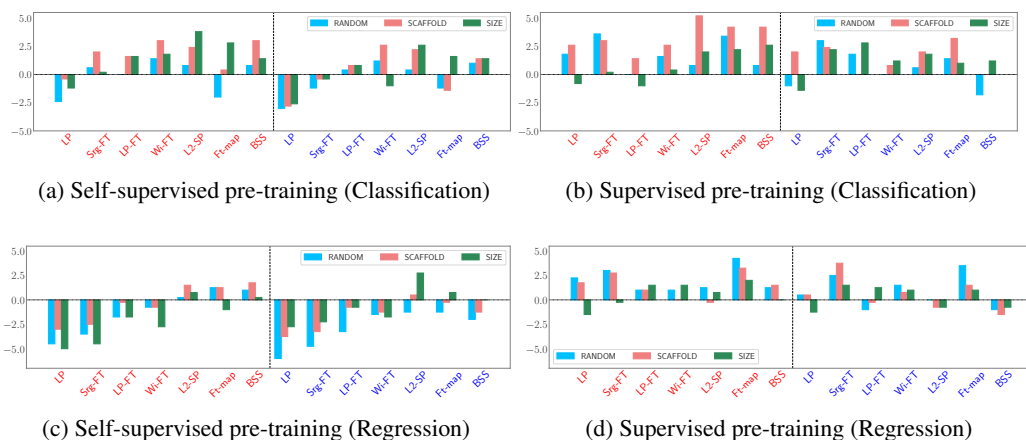 5.0
2.5
0.0
−2.5
−5.0
RANDOM SCAFFOLD SIZE
LP Srg-FT LP-FT Wi-FT L2-SP Ft-map BSS LP Srg-FT LP-FT Wi-FT L2-SP Ft-map BSS
(a) Self-supervised pre-training (Classification)
5.0
2.5
0.0
−2.5
−5.0
RANDOM SCAFFOLD SIZE
LP Srg-FT LP-FT Wi-FT L2-SP Ft-map BSS LP Srg-FT LP-FT Wi-FT L2-SP Ft-map BSS
(b) Supervised pre-training (Classification)
5.0
2.5
0.0
−2.5
−5.0
RANDOM SCAFFOLD SIZE
LP Srg-FT LP-FT Wi-FT L2-SP Ft-map BSS LP Srg-FT LP-FT Wi-FT L2-SP Ft-map BSS
(c) Self-supervised pre-training (Regression)
5.0
2.5
0.0
−2.5
−5.0
RANDOM SCAFFOLD SIZE
LP Srg-FT LP-FT Wi-FT L2-SP Ft-map BSS LP Srg-FT LP-FT Wi-FT L2-SP Ft-map BSS
(d) Supervised pre-training (Regression)